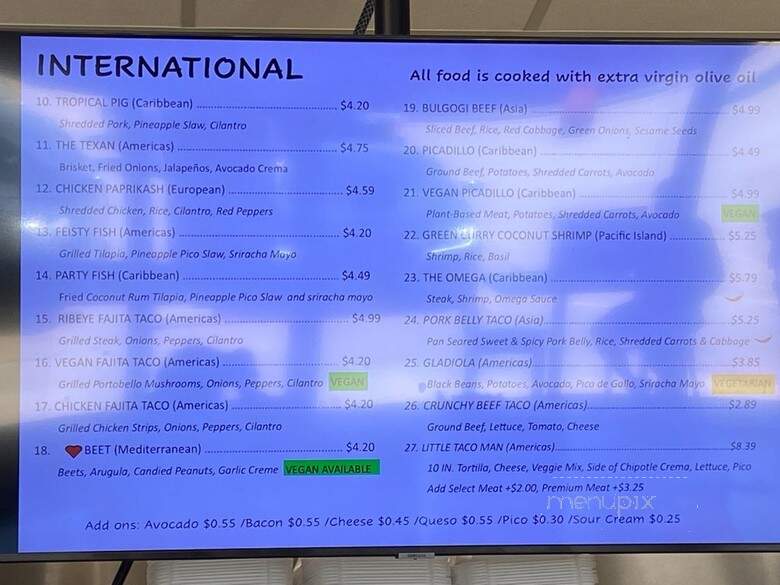 INTERNATIONAL
All food is cooked with extra virgin olive oil
10. TROPICAL PIG (Caribbean) ........ $4.20
Shredded Pork, Pineapple Slaw, Cilantro
11. THE TEXAN (Americas) ........ $4.75
Brisket, Fried Onions, Jalapeños, Avocado Crema
12. CHICKEN PAPRIKASH (European) ........ $4.59
Shredded Chicken, Rice, Cilantro, Red Peppers
13. FEISTY FISH (Americas) ........ $4.20
Grilled Tilapia, Pineapple Pico Slaw, Sriracha Mayo
14. PARTY FISH (Caribbean) ........ $4.49
Fried Coconut Rum Tilapia, Pineapple Pico Slaw and sriracha mayo
15. RIBEYE FAJITA TACO (Americas) ........ $4.99
Grilled Steak, Onions, Peppers, Cilantro
16. VEGAN FAJITA TACO (Americas) ........ $4.20
Grilled Portobello Mushrooms, Onions, Peppers, Cilantro VEGAN
17. CHICKEN FAJITA TACO (Americas) ........ $4.20
Grilled Chicken Strips, Onions, Peppers, Cilantro
18. BEET (Mediterranean) ........ $4.20
Beets, Arugula, Candied Peanuts, Garlic Creme VEGAN AVAILABLE
19. BULGOGI BEEF (Asia) ........ $4.99
Sliced Beef, Rice, Red Cabbage, Green Onions, Sesame Seeds
20. PICADILLO (Caribbean) ........ $4.49
Ground Beef, Potatoes, Shredded Carrots, Avocado
21. VEGAN PICADILLO (Caribbean) ........ $4.99
Plant-Based Meat, Potatoes, Shredded Carrots, Avocado VEGAN
22. GREEN CURRY COCONUT SHRIMP (Pacific Island) ........ $5.25
Shrimp, Rice, Basil
23. THE OMEGA (Caribbean) ........ $5.79
Steak, Shrimp, Omega Sauce
24. PORK BELLY TACO (Asia) ........ $5.25
Pan Seared Sweet & Spicy Pork Belly, Rice, Shredded Carrots & Cabbage
25. GLADIOLA (Americas) ........ $3.85
Black Beans, Potatoes, Avocado, Pico de Gallo, Sriracha Mayo VEGETARIAN
26. CRUNCHY BEEF TACO (Americas) ........ $2.89
Ground Beef, Lettuce, Tomato, Cheese
27. LITTLE TACO MAN (Americas) ........ $8.39
10 IN. Tortilla, Cheese, Veggie Mix, Side of Chipotle Crema, Lettuce, Pico
Add Select Meat +$2.00, Premium Meat +$3.25
menupix
Add ons: Avocado $0.55 /Bacon $0.55 /Cheese $0.45 /Queso $0.55 /Pico $0.30 /Sour Cream $0.25
SAMSUNG